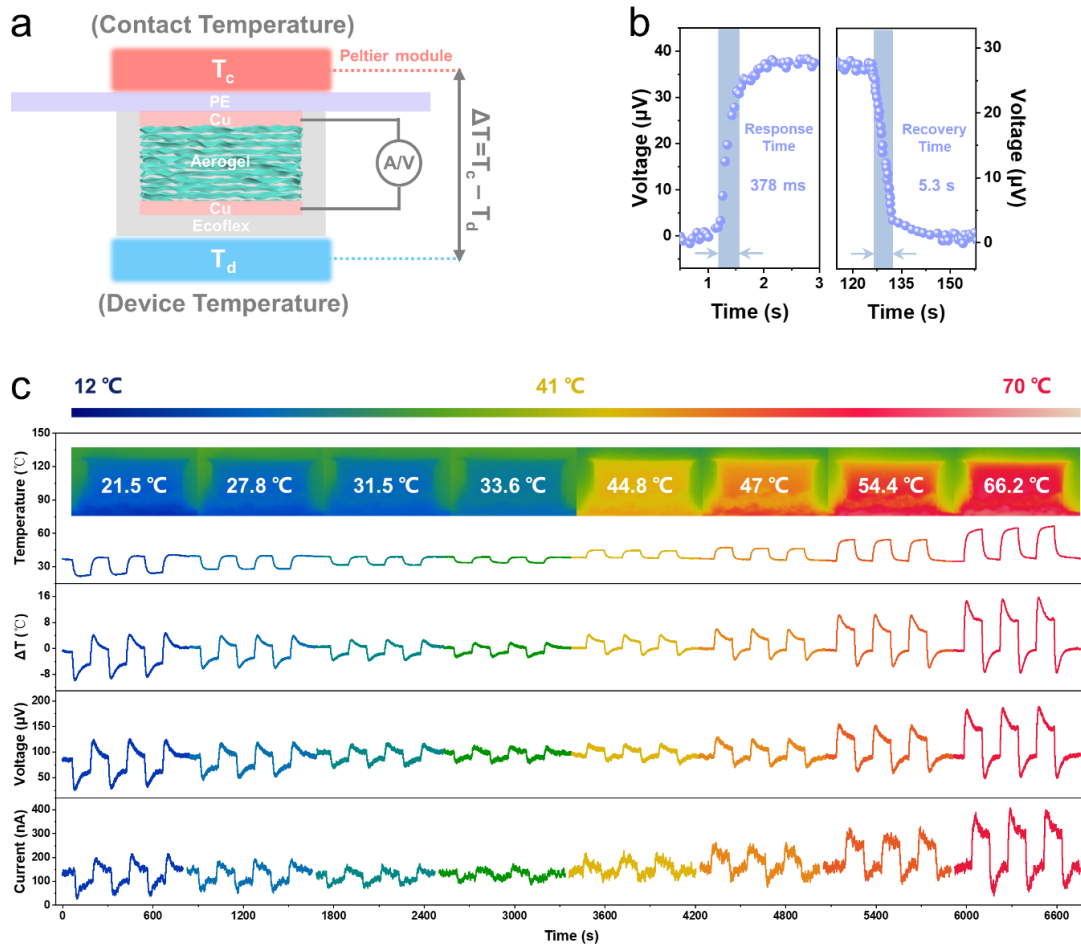 a
(Contact Temperature)
Tc
Peltier module
PE
Cu
Aerogel
A/V
ΔT=Tc − Td
Cu
Ecoflex
Td
(Device Temperature)
b
Voltage (μV)
40
30
20
10
0
Response
Time
378 ms
1 2 3
Time (s)
Recovery
Time
5.3 s
120 135 150
Time (s)
30
20
10
0
Voltage (μV)
c
12 ℃ 41 ℃ 70 ℃
Temperature (℃)
150
120
90
60
30
21.5 ℃ 27.8 ℃ 31.5 ℃ 33.6 ℃ 44.8 ℃ 47 ℃ 54.4 ℃ 66.2 ℃
ΔT (℃)
16
8
0
-8
Voltage (μV)
200
150
100
50
Current (nA)
400
300
200
100
0
0 600 1200 1800 2400 3000 3600 4200 4800 5400 6000 6600
Time (s)